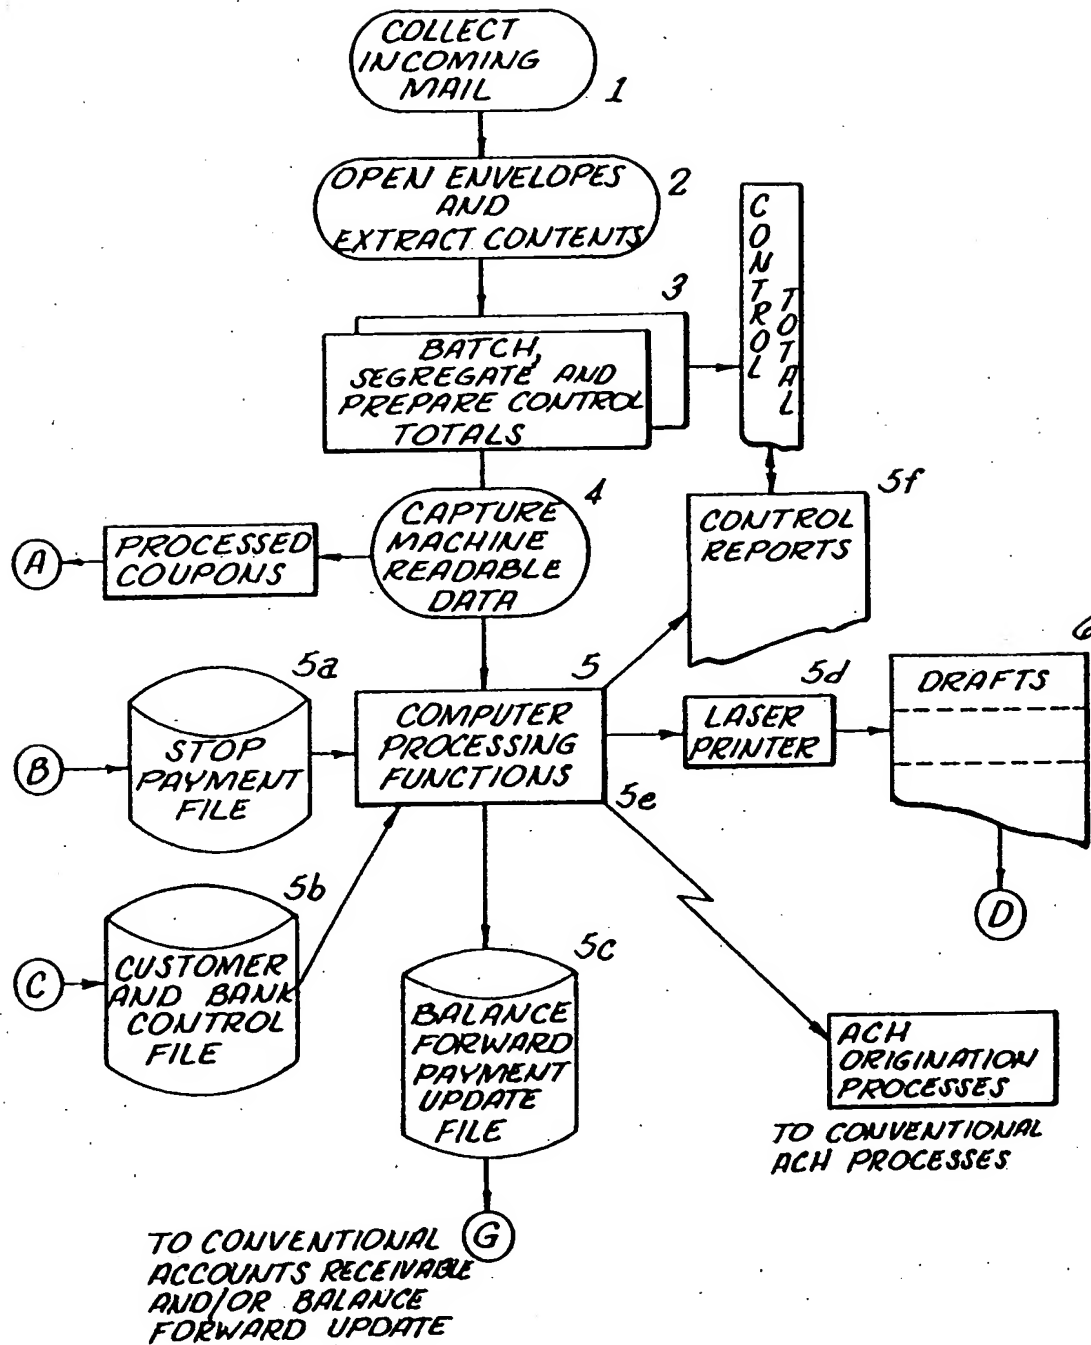 COLLECT
INCOMING
MAIL
1
OPEN ENVELOPES
AND
EXTRACT CONTENTS
2
BATCH,
SEGREGATE AND
PREPARE CONTROL
TOTALS
3
CONTROL
TOTAL
CAPTURE
MACHINE
READABLE
DATA
4
PROCESSED
COUPONS
A
CONTROL
REPORTS
5f
B
STOP
PAYMENT
FILE
5a
COMPUTER
PROCESSING
FUNCTIONS
5
LASER
PRINTER
5d
DRAFTS
6
D
5e
C
CUSTOMER
AND BANK
CONTROL
FILE
5b
BALANCE
FORWARD
PAYMENT
UPDATE
FILE
5c
ACH
ORIGINATION
PROCESSES
TO CONVENTIONAL
ACH PROCESSES
G
TO CONVENTIONAL
ACCOUNTS RECEIVABLE
AND/OR BALANCE
FORWARD UPDATE